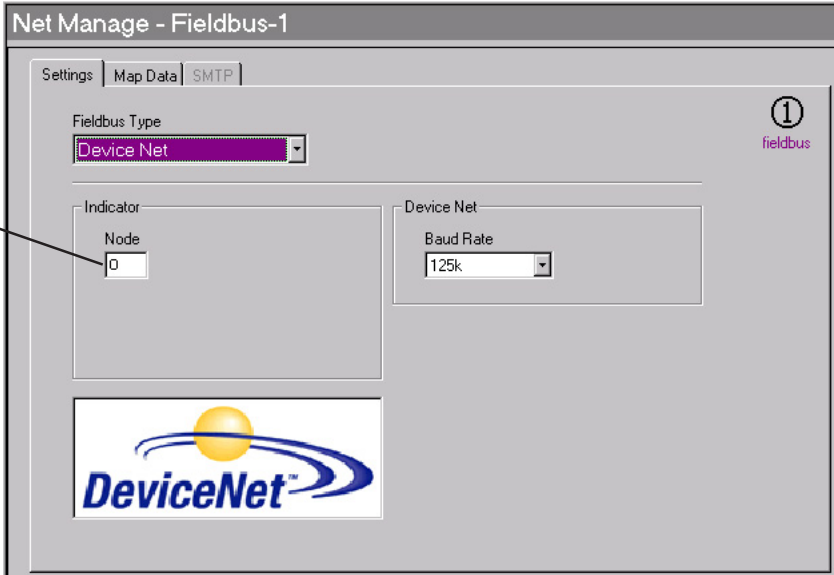 Net Manage - Fieldbus-1
Settings Map Data SMTP
1
fieldbus
Fieldbus Type
Device Net
Indicator
Node
0
Device Net
Baud Rate
125k
DeviceNet™